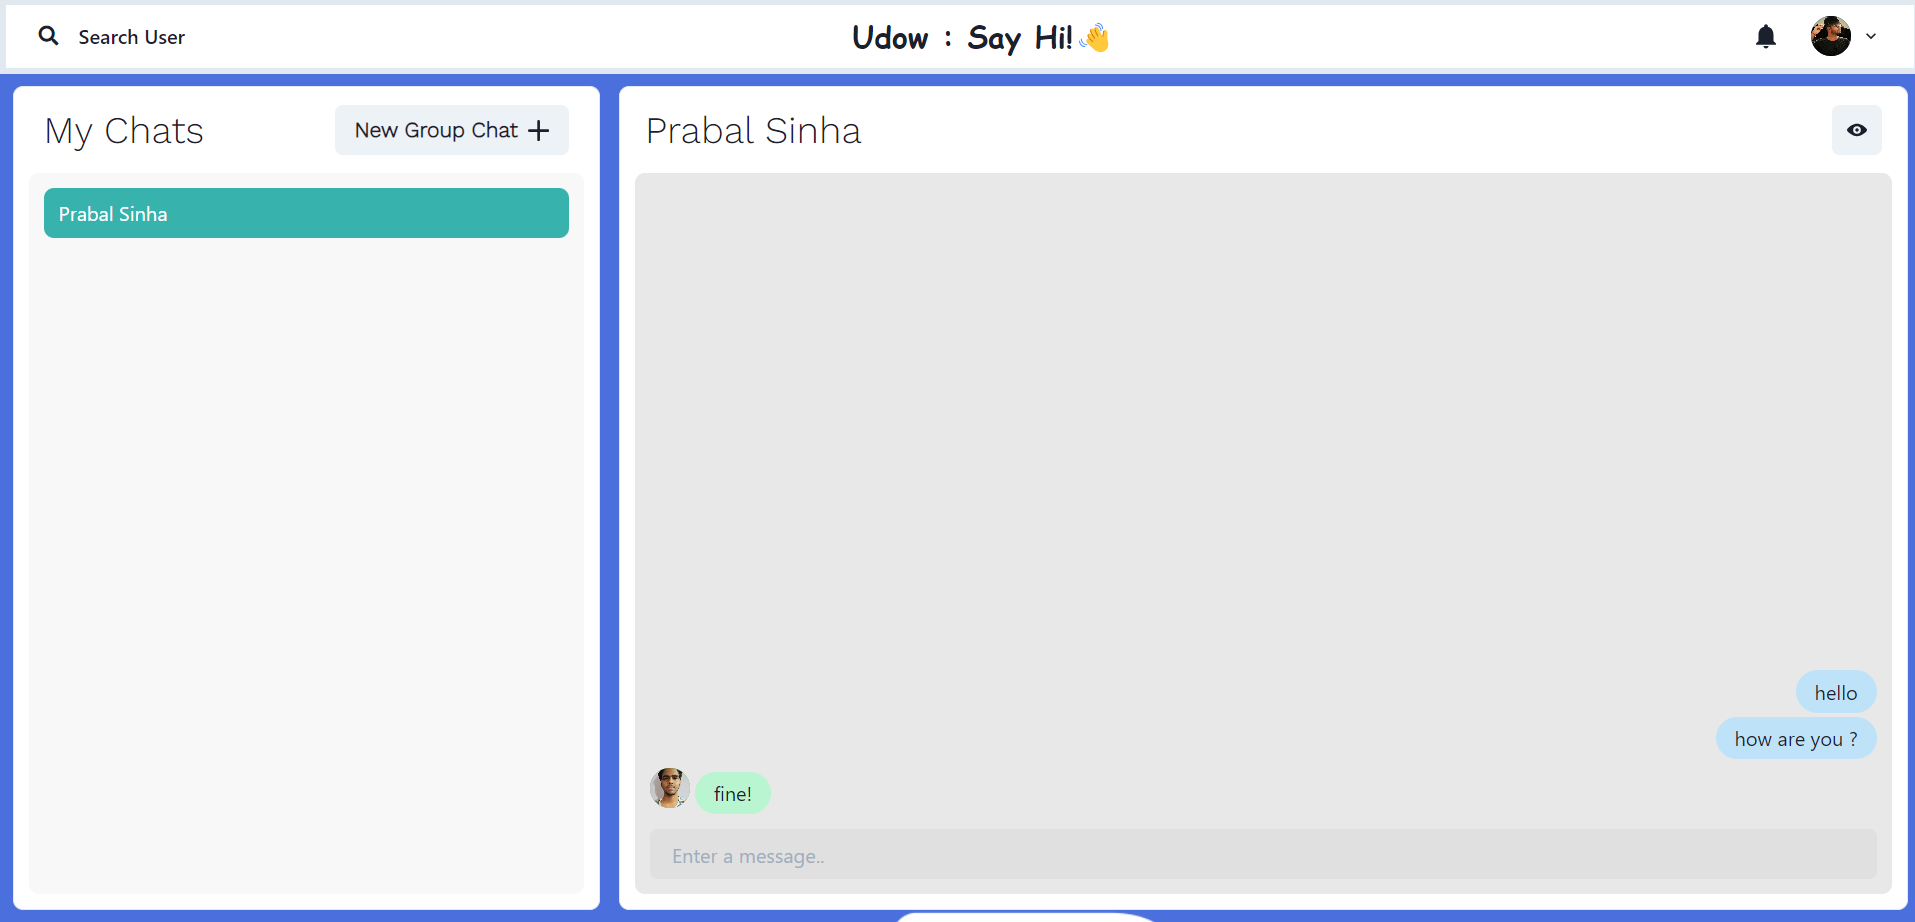 Search User
Udow : Say Hi!👋
My Chats
New Group Chat
Prabal Sinha
Prabal Sinha
hello
how are you ?
fine!
Enter a message..